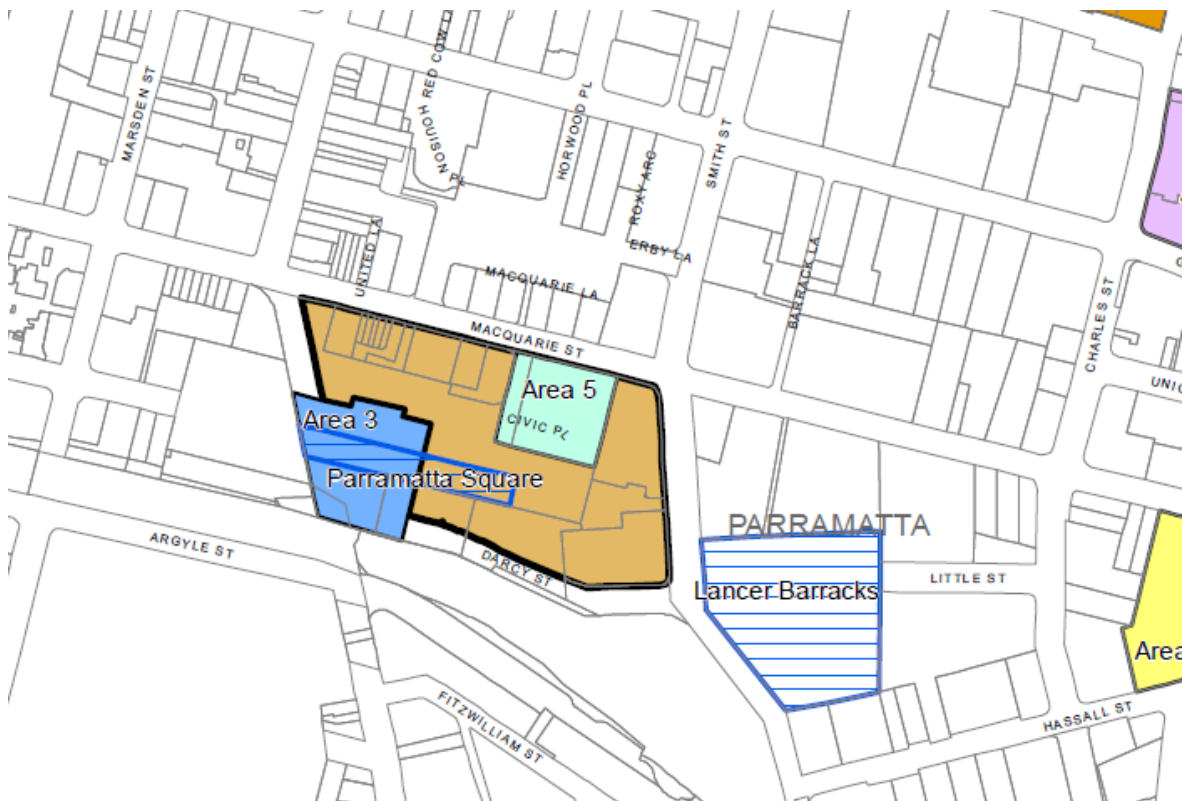 RED COW LA
MARSDEN ST
HOUISON PL
HORWOOD PL
SMITH ST
ROXY ARC
ERBY LA
UNITED LA
MACQUARIE LA
BARRACK LA
CHARLES ST
MACQUARIE ST
Area 5
CIVIC PL
Area 3
Parramatta Square
PARRAMATTA
ARGYLE ST
DARCY ST
LITTLE ST
Lancer Barracks
Area
FITZWILLIAM ST
HASSALL ST